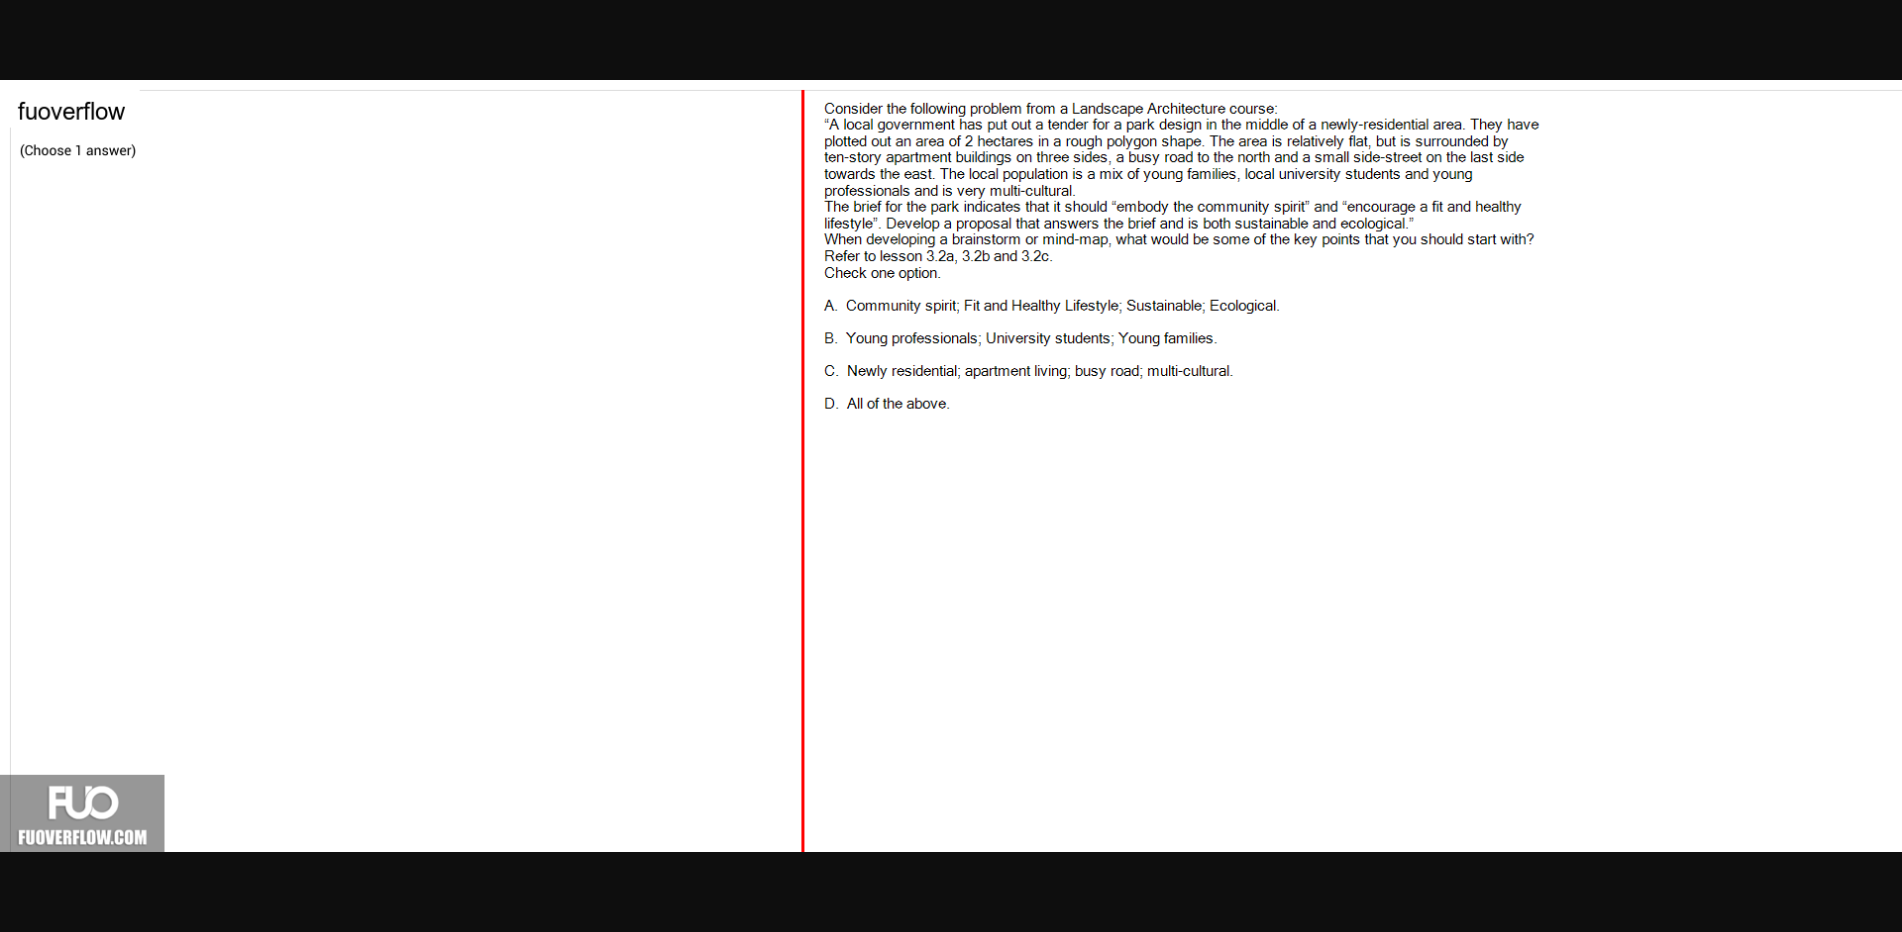 fuoverflow
(Choose 1 answer)
Consider the following problem from a Landscape Architecture course:
“A local government has put out a tender for a park design in the middle of a newly-residential area. They have
plotted out an area of 2 hectares in a rough polygon shape. The area is relatively flat, but is surrounded by
ten-story apartment buildings on three sides, a busy road to the north and a small side-street on the last side
towards the east. The local population is a mix of young families, local university students and young
professionals and is very multi-cultural.
The brief for the park indicates that it should “embody the community spirit” and “encourage a fit and healthy
lifestyle”. Develop a proposal that answers the brief and is both sustainable and ecological.”
When developing a brainstorm or mind-map, what would be some of the key points that you should start with?
Refer to lesson 3.2a, 3.2b and 3.2c.
Check one option.
A. Community spirit; Fit and Healthy Lifestyle; Sustainable; Ecological.
B. Young professionals; University students; Young families.
C. Newly residential; apartment living; busy road; multi-cultural.
D. All of the above.
FUO
FUOVERFLOW.COM